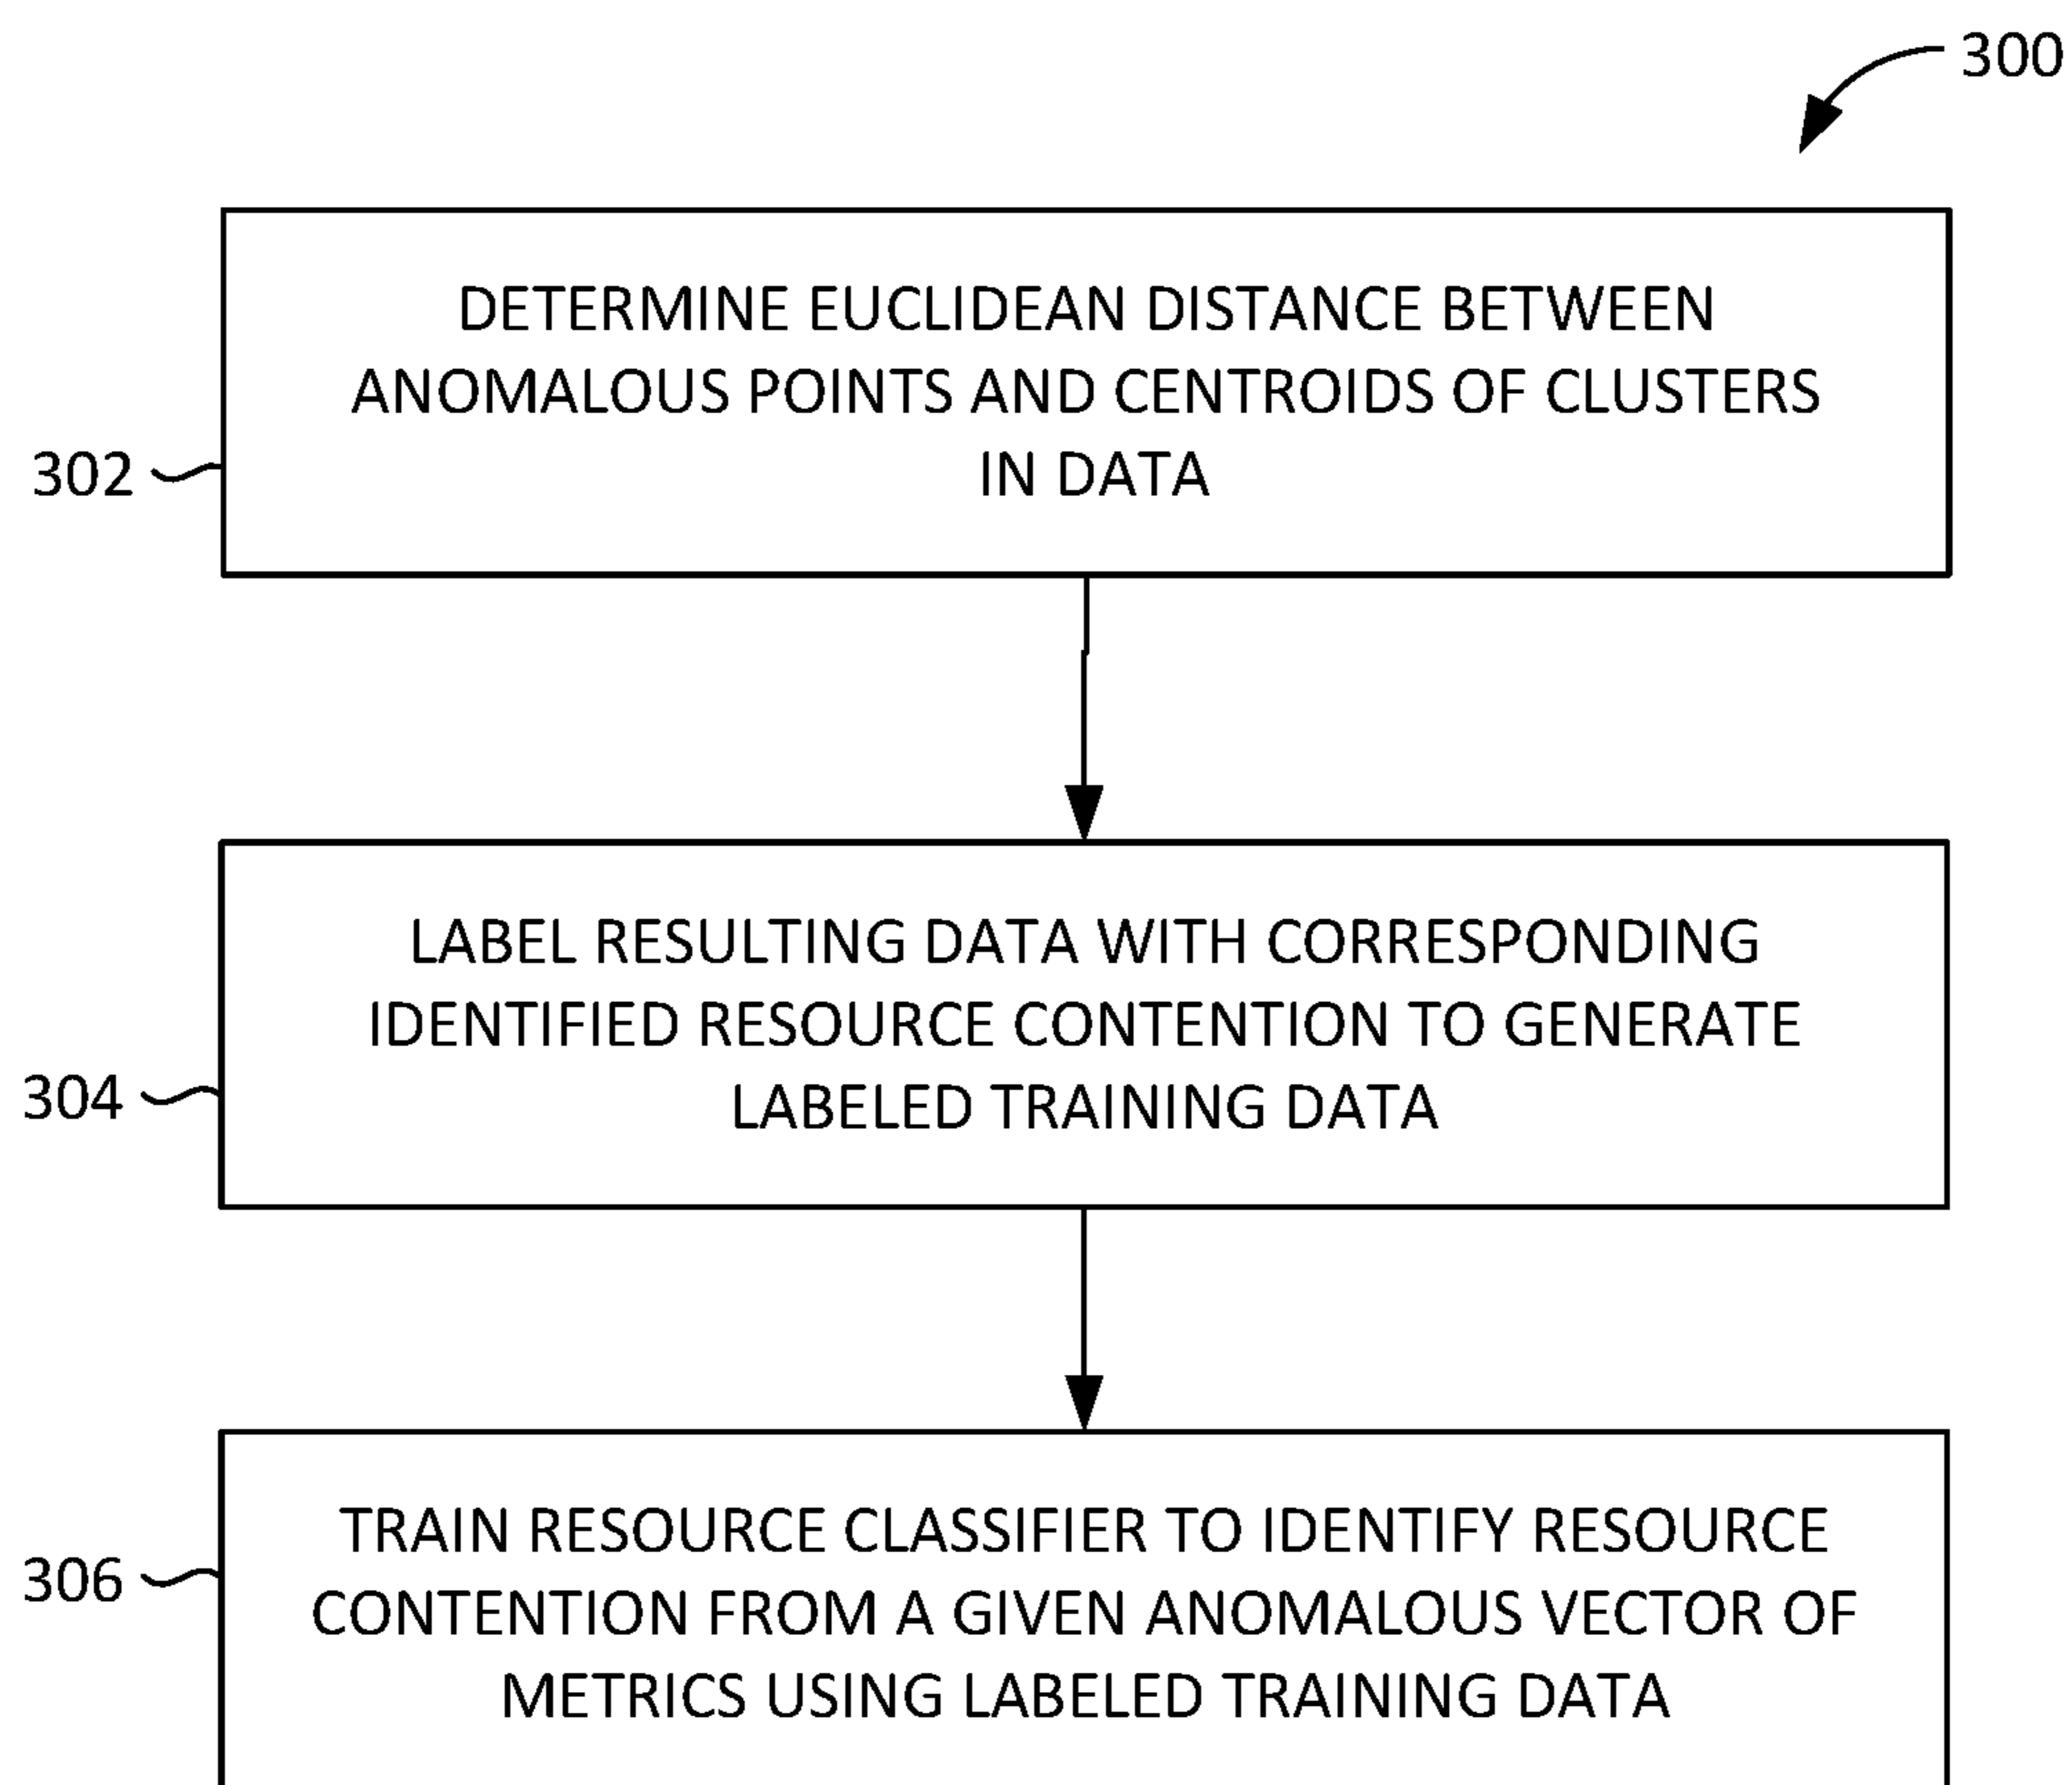 300
DETERMINE EUCLIDEAN DISTANCE BETWEEN
ANOMALOUS POINTS AND CENTROIDS OF CLUSTERS
IN DATA
302
LABEL RESULTING DATA WITH CORRESPONDING
IDENTIFIED RESOURCE CONTENTION TO GENERATE
LABELED TRAINING DATA
304
TRAIN RESOURCE CLASSIFIER TO IDENTIFY RESOURCE
CONTENTION FROM A GIVEN ANOMALOUS VECTOR OF
METRICS USING LABELED TRAINING DATA
306